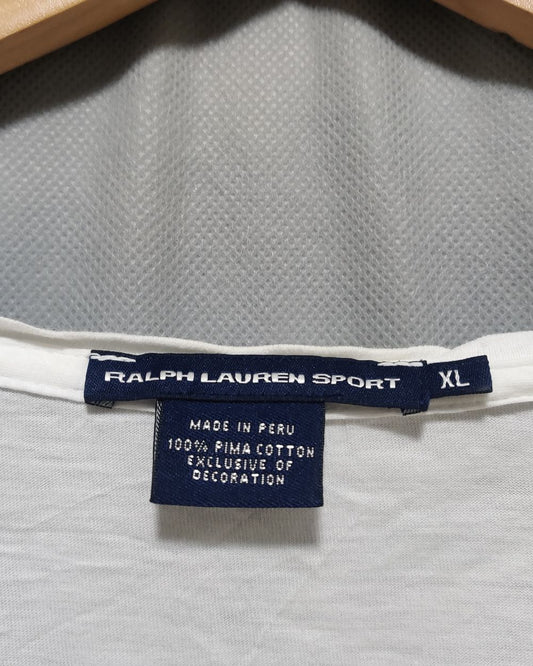 RALPH LAUREN SPORT XL
MADE IN PERU
100% PIMA COTTON
EXCLUSIVE OF
DECORATION